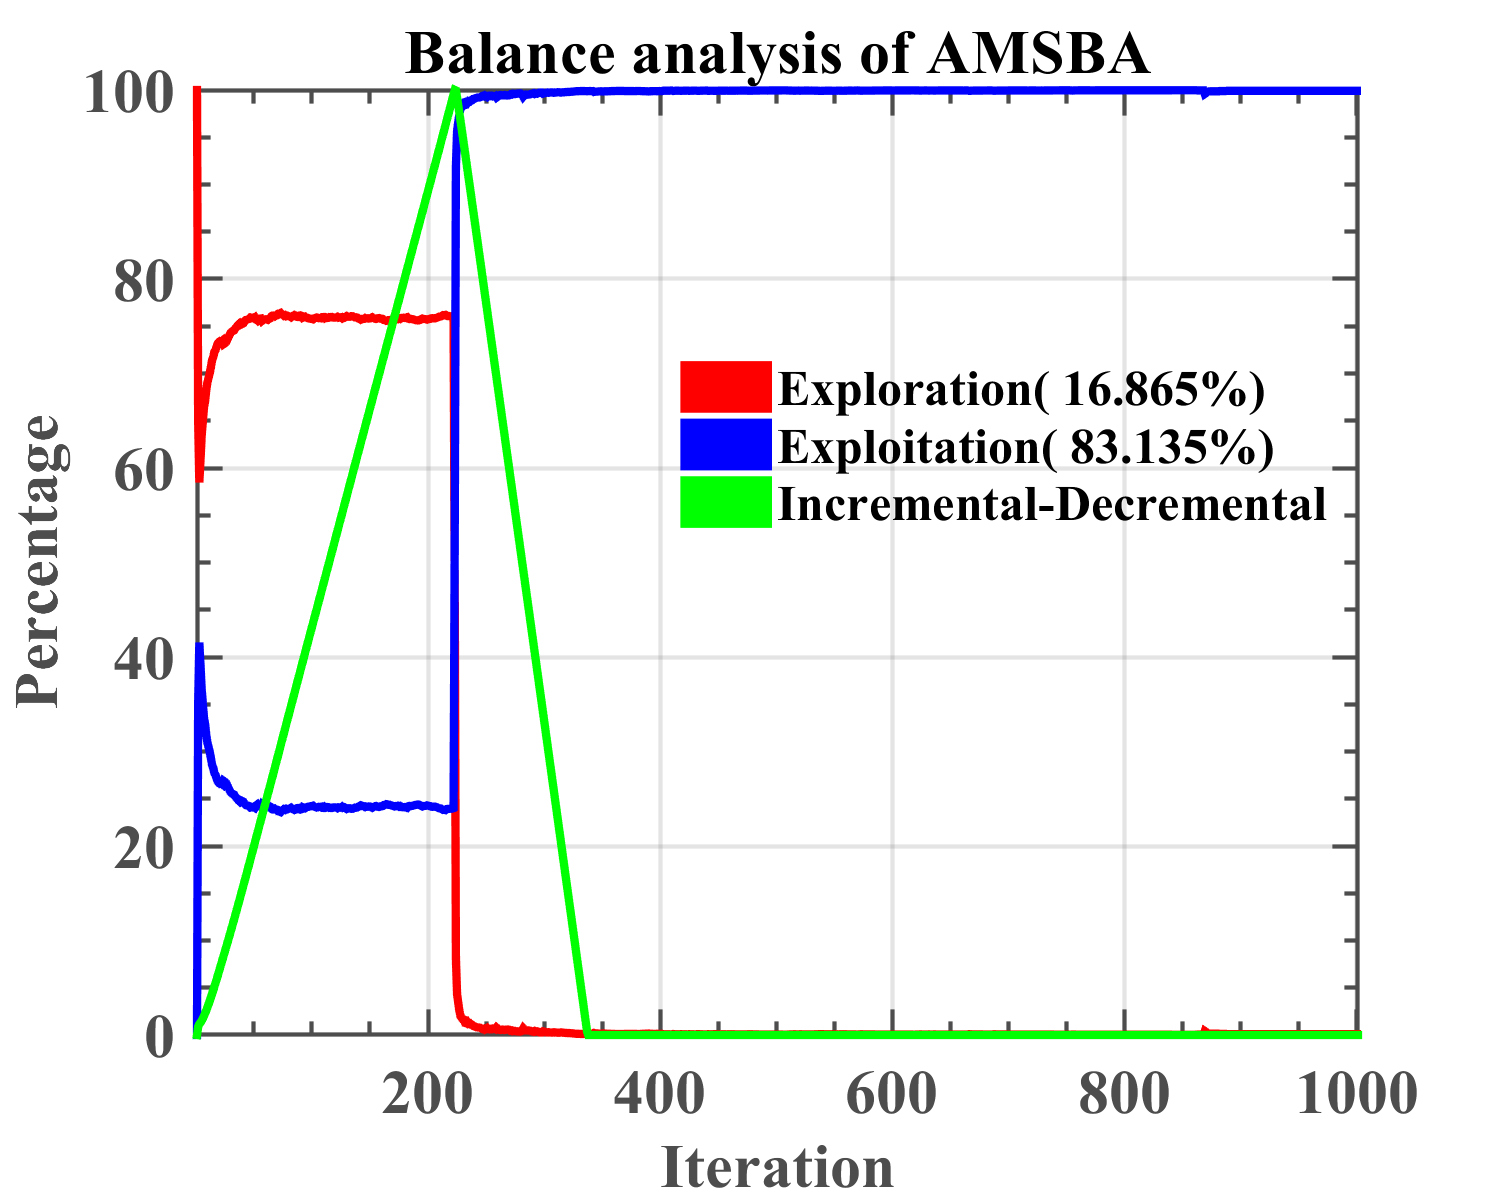 Balance analysis of AMSBA
100
80
60
40
20
0
Percentage
Exploration( 16.865%)
Exploitation( 83.135%)
Incremental-Decremental
200 400 600 800 1000
Iteration